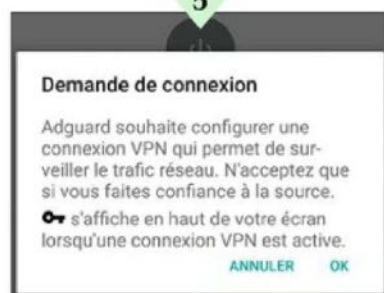 5
Demande de connexion
Adguard souhaite configurer une
connexion VPN qui permet de sur-
veiller le trafic réseau. N'acceptez que
si vous faites confiance à la source.
s'affiche en haut de votre écran
lorsqu'une connexion VPN est active.
ANNULER OK